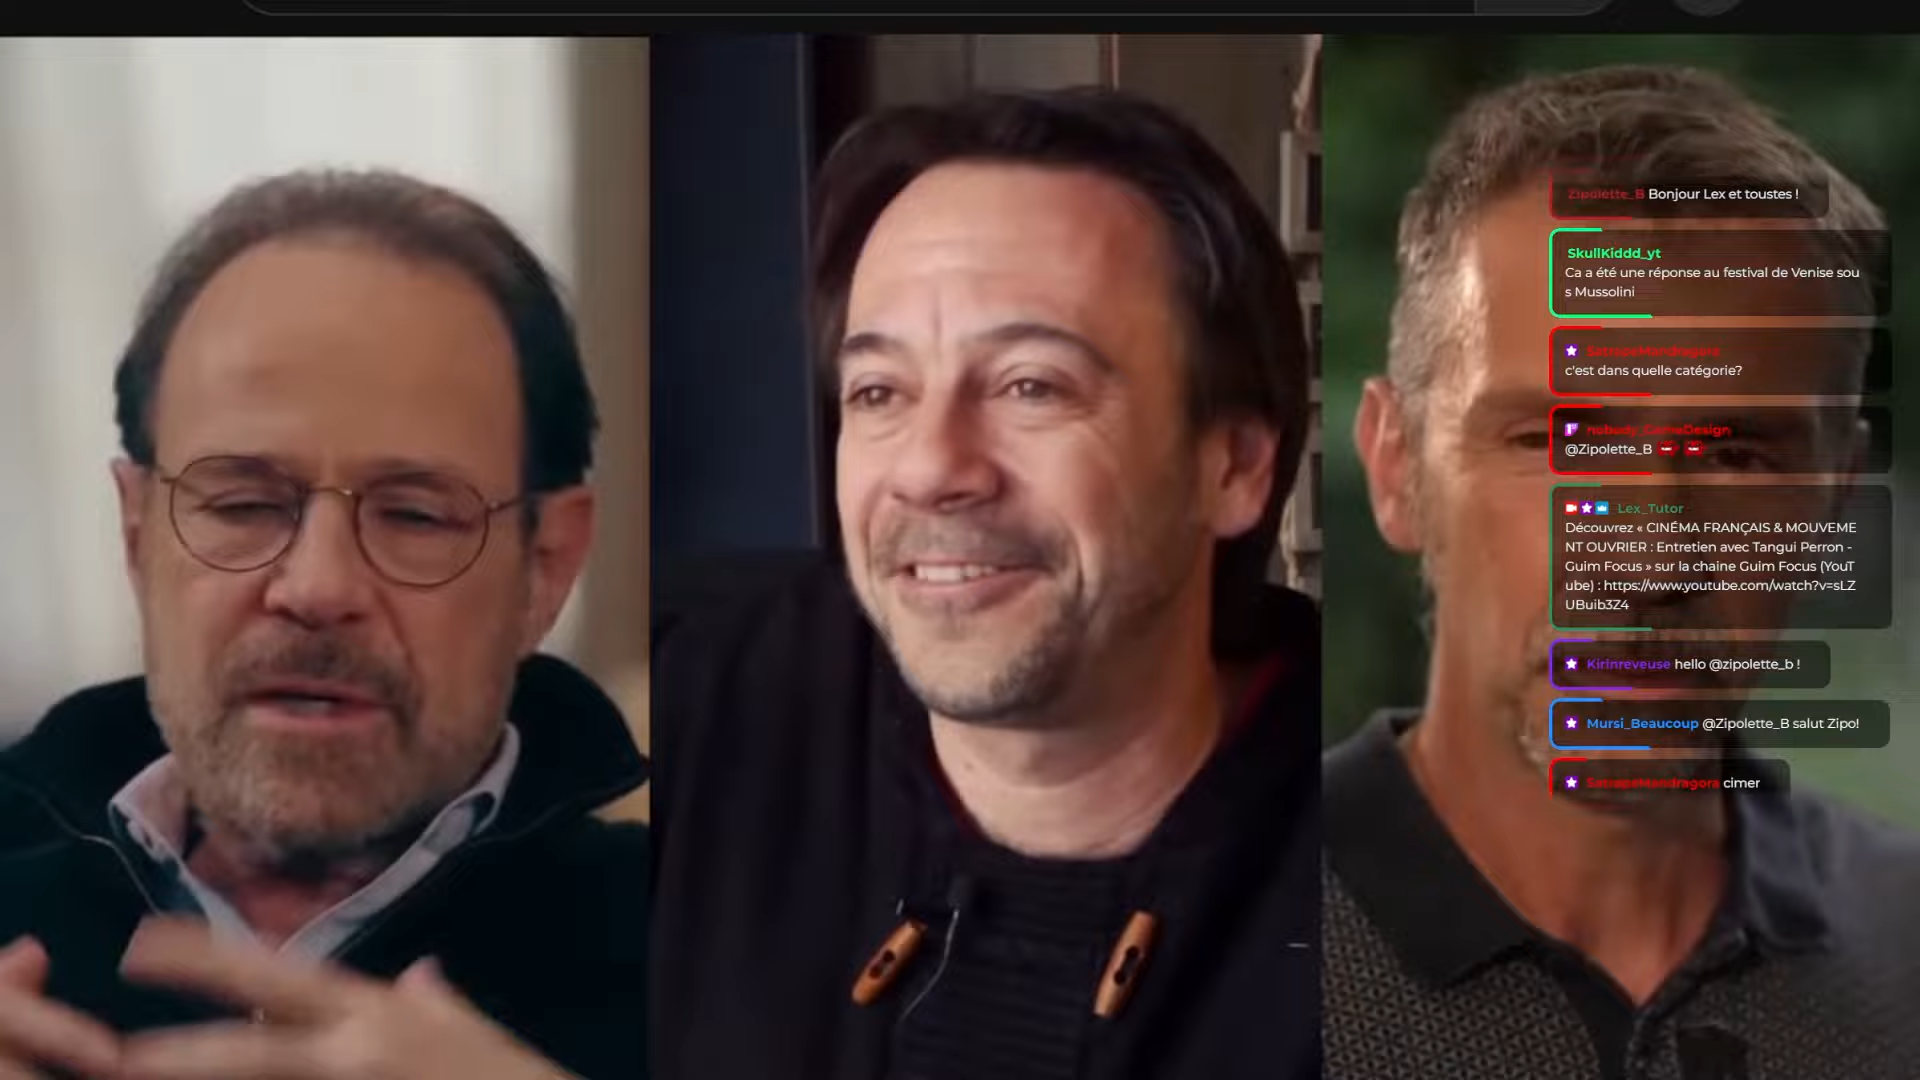 Zipolette_B Bonjour Lex et toustes !
SkullKiddd_yt
Ca a été une réponse au festival de Venise sou
s Mussolini
SatrapeMandragora
c'est dans quelle catégorie?
nobudy_GameDesign
@Zipolette_B
Lex_Tutor
Découvrez « CINÉMA FRANÇAIS & MOUVEME
NT OUVRIER : Entretien avec Tangui Perron -
Guim Focus » sur la chaine Guim Focus (YouT
ube) : https://www.youtube.com/watch?v=sLZ
UBuib3Z4
Kirinreveuse hello @zipolette_b !
Mursi_Beaucoup @Zipolette_B salut Zipo!
SatrapeMandragora cimer